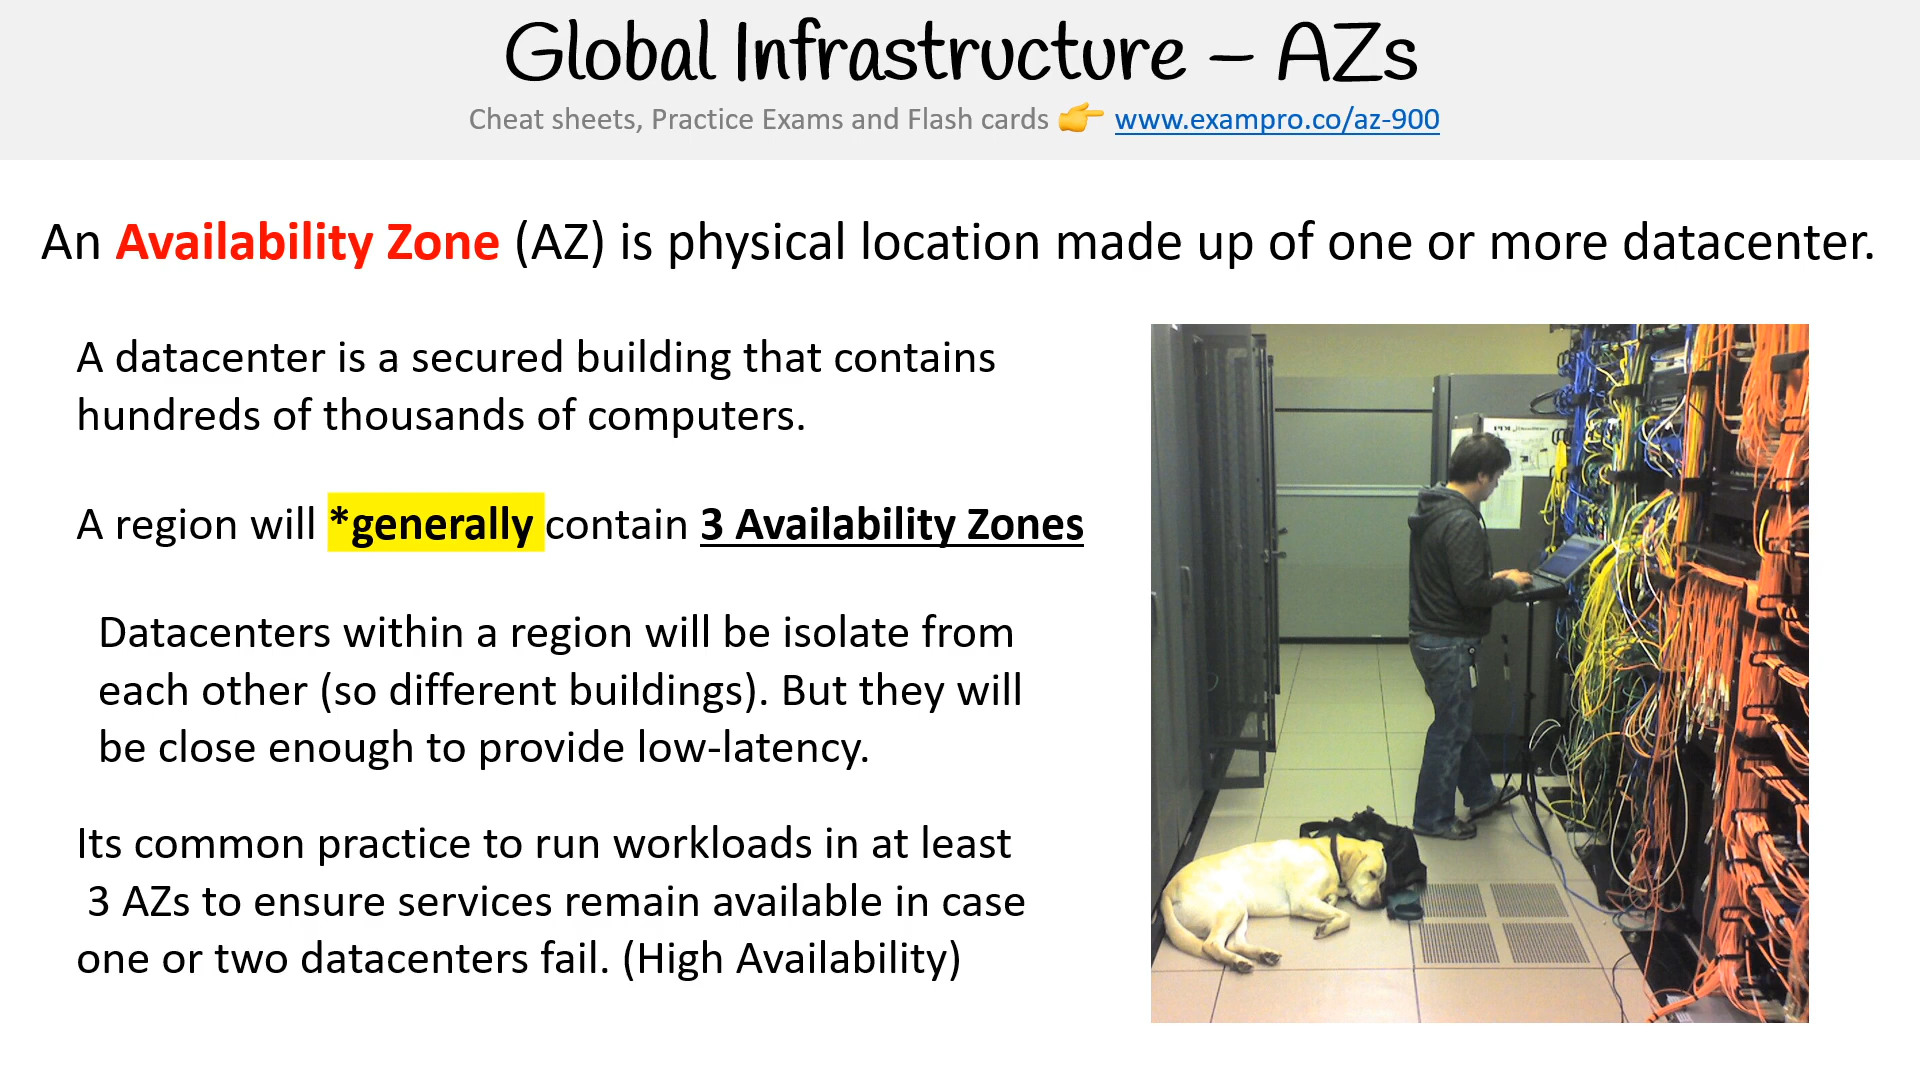 Global Infrastructure – AZs
Cheat sheets, Practice Exams and Flash cards 👉 www.exampro.co/az-900
An Availability Zone (AZ) is physical location made up of one or more datacenter.
A datacenter is a secured building that contains
hundreds of thousands of computers.
A region will *generally contain 3 Availability Zones
Datacenters within a region will be isolate from
each other (so different buildings). But they will
be close enough to provide low-latency.
Its common practice to run workloads in at least
3 AZs to ensure services remain available in case
one or two datacenters fail. (High Availability)